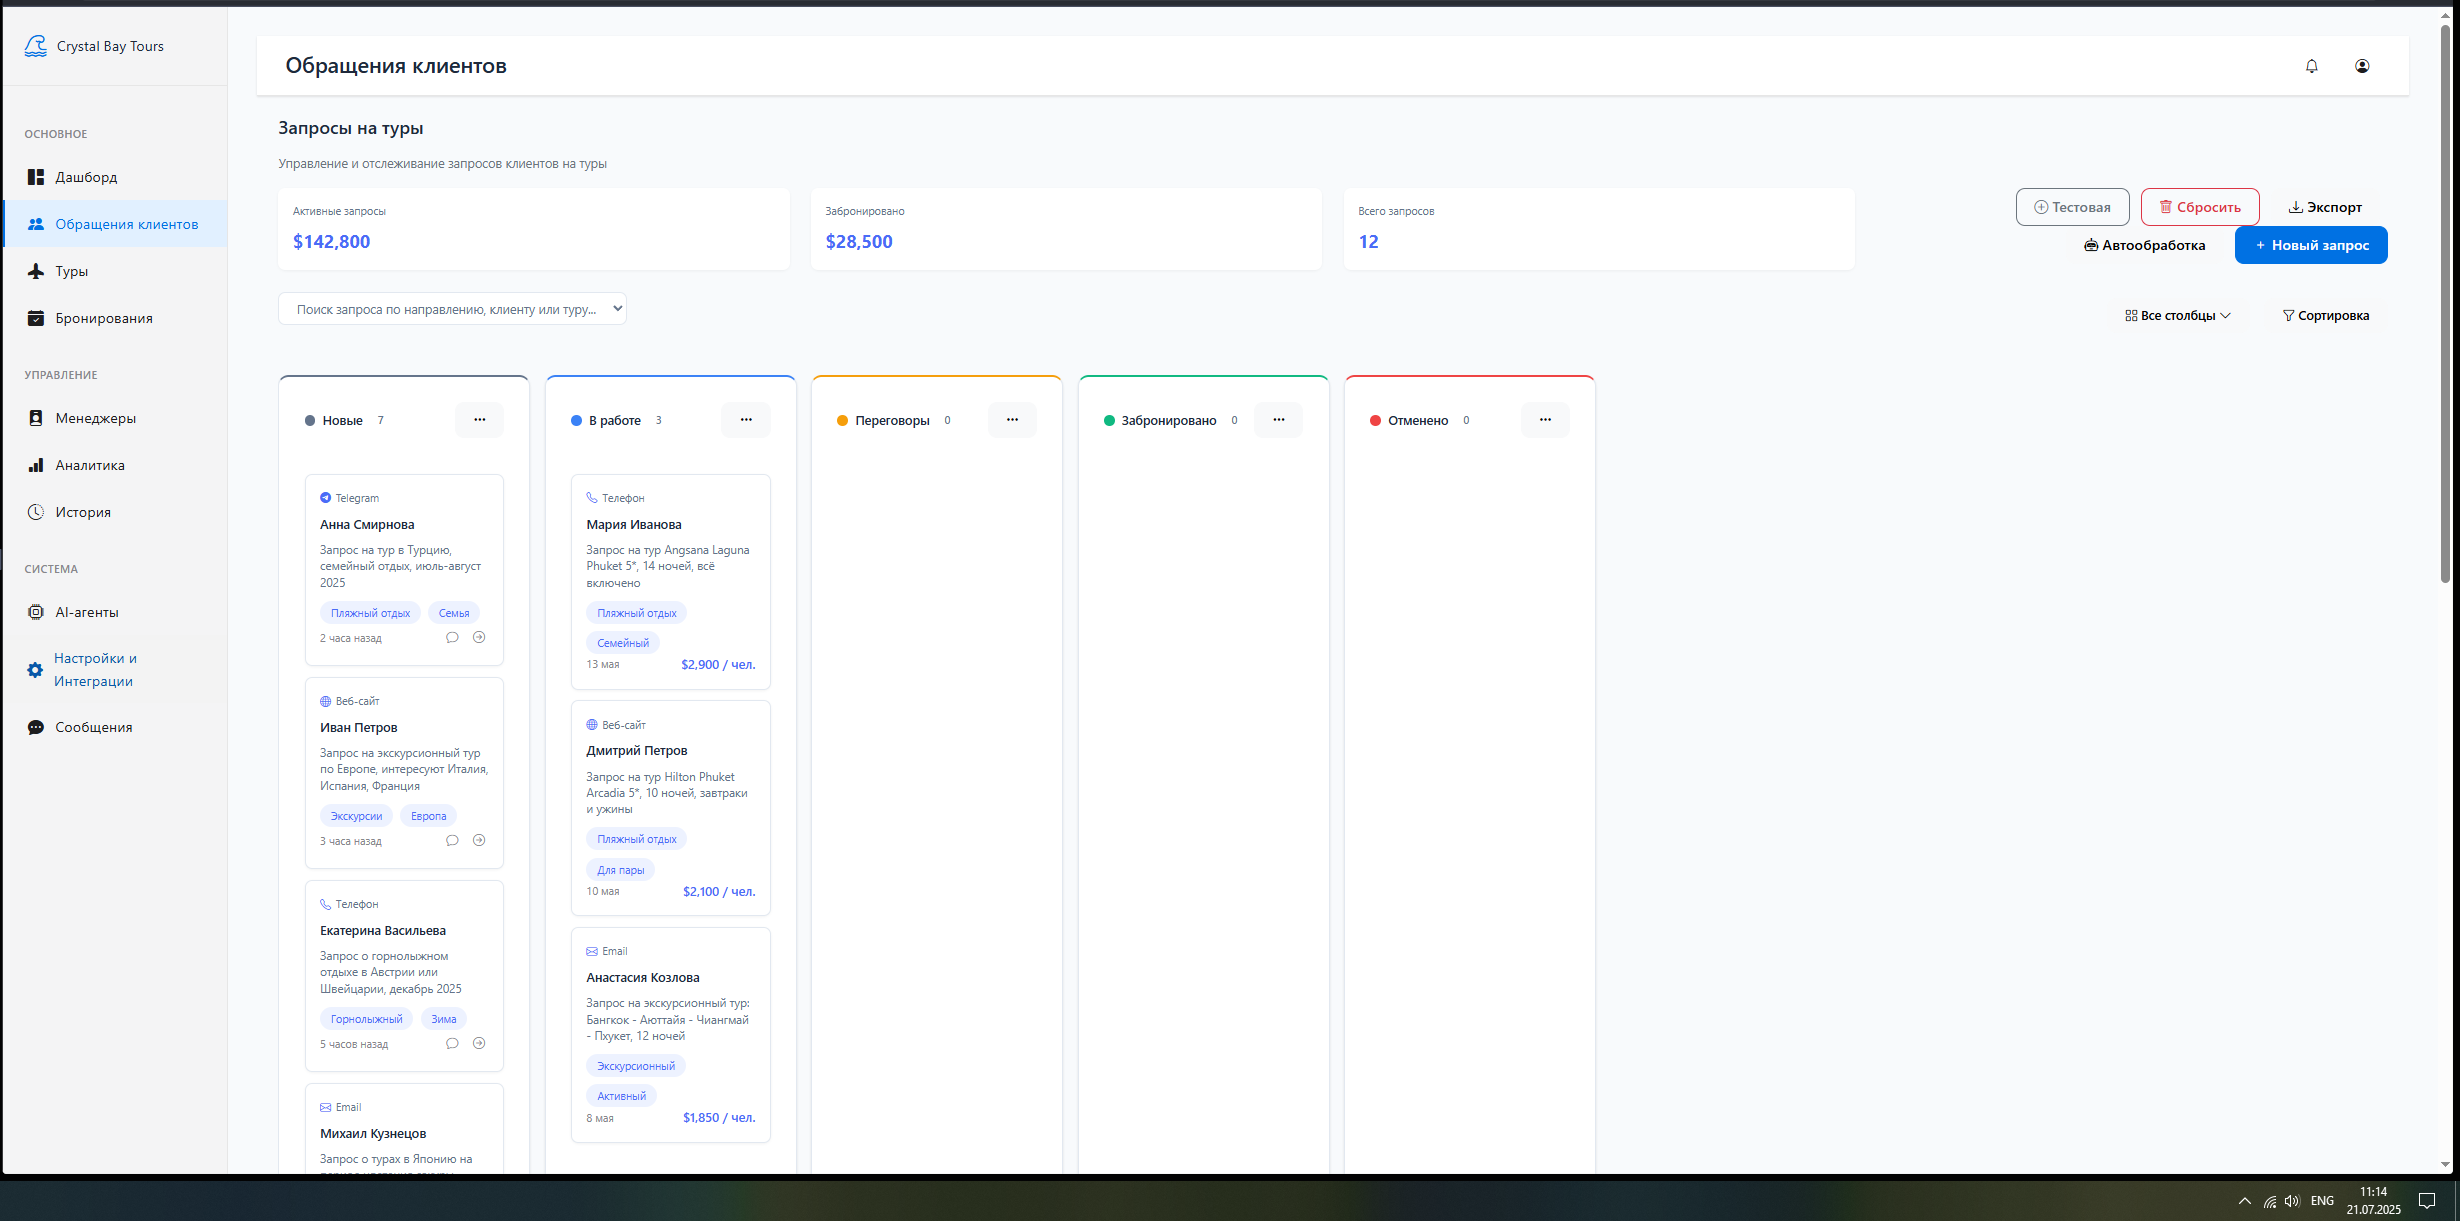 Crystal Bay Tours
ОСНОВНОЕ
Дашборд
Обращения клиентов
Туры
Бронирования
УПРАВЛЕНИЕ
Менеджеры
Аналитика
История
СИСТЕМА
AI-агенты
Настройки и
Интеграции
Сообщения
Обращения клиентов
Запросы на туры
Управление и отслеживание запросов клиентов на туры
Активные запросы
$142,800
Забронировано
$28,500
Всего запросов
12
Тестовая
Сбросить
Экспорт
Автообработка
+ Новый запрос
Поиск запроса по направлению, клиенту или туру...
Все столбцы
Сортировка
Новые 7 ...
Telegram
Анна Смирнова
Запрос на тур в Турцию,
семейный отдых, июль-август
2025
Пляжный отдых Семья
2 часа назад
Веб-сайт
Иван Петров
Запрос на экскурсионный тур
по Европе, интересуют Италия,
Испания, Франция
Экскурсии Европа
3 часа назад
Телефон
Екатерина Васильева
Запрос о горнолыжном
отдыхе в Австрии или
Швейцарии, декабрь 2025
Горнолыжный Зима
5 часов назад
Email
Михаил Кузнецов
Запрос о турах в Японию на
В работе 3 ...
Телефон
Мария Иванова
Запрос на тур Angsana Laguna
Phuket 5*, 14 ночей, всё
включено
Пляжный отдых
Семейный
13 мая $2,900 / чел.
Веб-сайт
Дмитрий Петров
Запрос на тур Hilton Phuket
Arcadia 5*, 10 ночей, завтраки
и ужины
Пляжный отдых
Для пары
10 мая $2,100 / чел.
Email
Анастасия Козлова
Запрос на экскурсионный тур:
Бангкок - Аюттайя - Чиангмай
- Пхукет, 12 ночей
Экскурсионный
Активный
8 мая $1,850 / чел.
Переговоры 0 ...
Забронировано 0 ...
Отменено 0 ...
ENG
11:14
21.07.2025